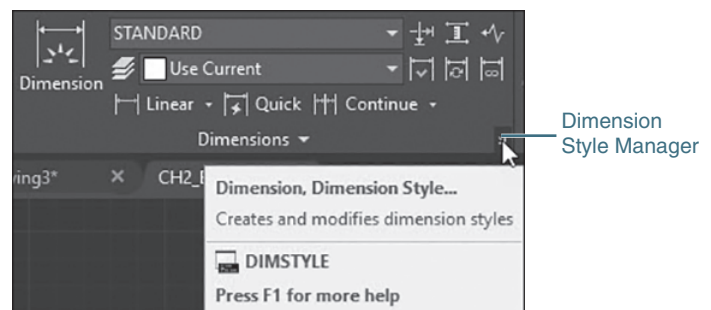 STANDARD
Use Current
Dimension
Linear Quick Continue
Dimensions
Dimension
Style Manager
ving3* × CH2_
Dimension, Dimension Style...
Creates and modifies dimension styles
DIMSTYLE
Press F1 for more help